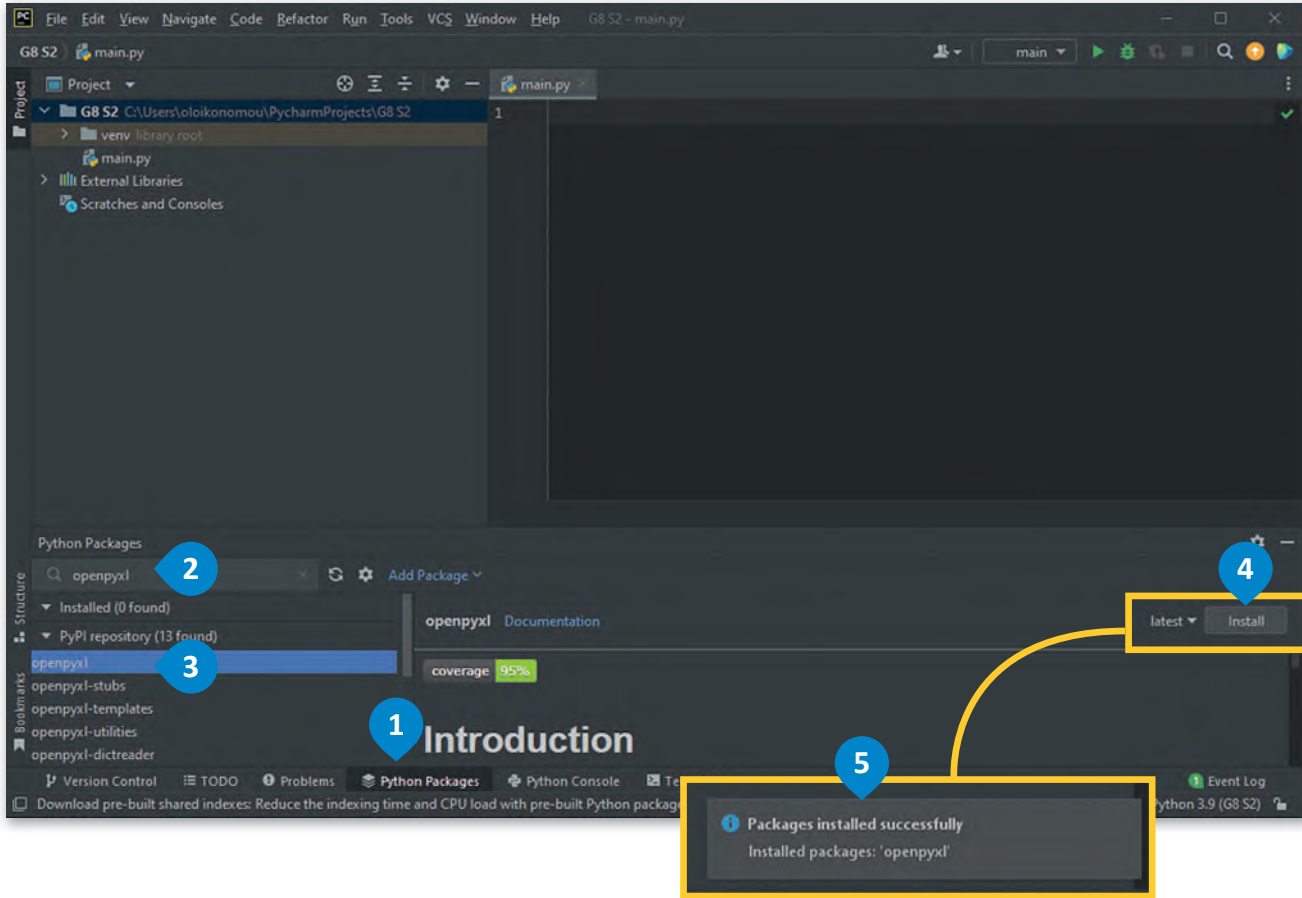 PC File Edit View Navigate Code Refactor Run Tools VCS Window Help G8 S2 - main.py
G8 S2 main.py main
Project main.py
Project
G8 S2 C:\Users\oloikonomou\PycharmProjects\G8 S2 1
venv library root
main.py
External Libraries
Scratches and Consoles
Python Packages
openpyxl 2 Add Package 4
Structure
Installed (0 found)
openpyxl Documentation latest Install
PyPI repository (13 found)
openpyxl 3 coverage 95%
openpyxl-stubs
Bookmarks
openpyxl-templates
openpyxl-utilities 1 Introduction
openpyxl-dictreader 5
Version Control TODO Problems Python Packages Python Console 1 Event Log
Download pre-built shared indexes: Reduce the indexing time and CPU load with pre-built Python 3.9 (G8 S2)
Packages installed successfully
Installed packages: 'openpyxl'